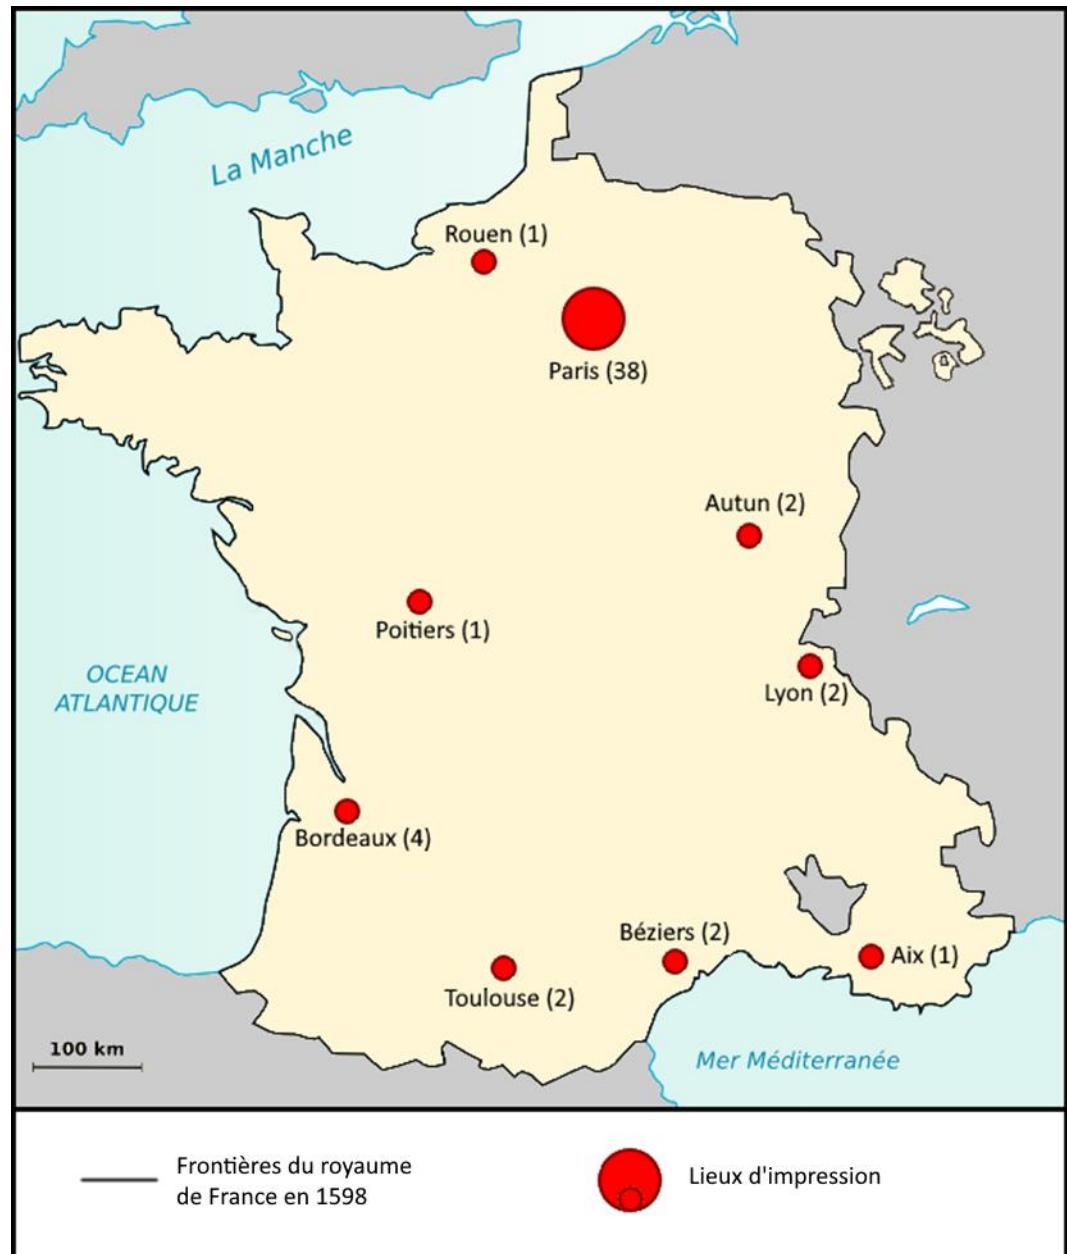 La Manche
Rouen (1)
Paris (38)
Autun (2)
Poitiers (1)
OCEAN
ATLANTIQUE
Lyon (2)
Bordeaux (4)
Béziers (2)
Aix (1)
Toulouse (2)
100 km
Mer Méditerranée
Frontières du royaume
de France en 1598
Lieux d'impression